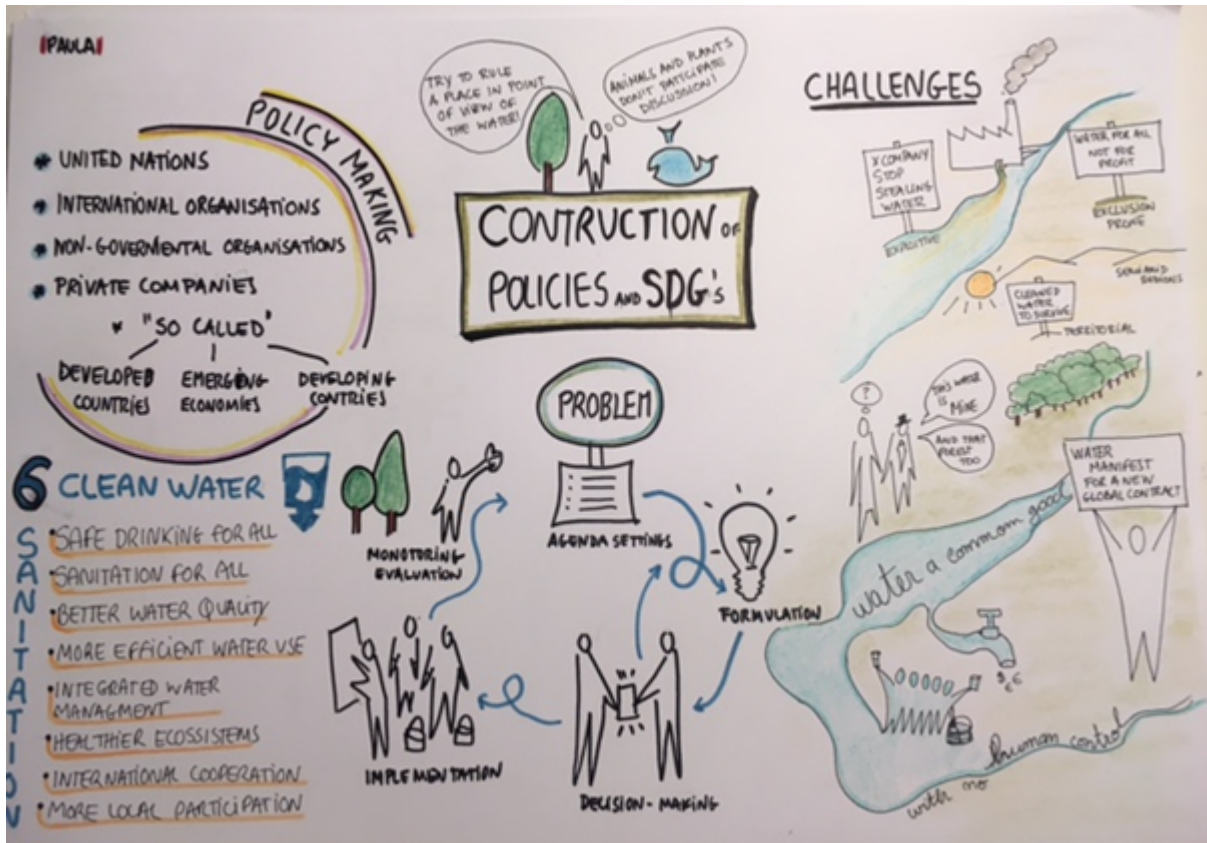 PAULA
POLICY MAKING
UNITED NATIONS
INTERNATIONAL ORGANISATIONS
NON-GOVERMENTAL ORGANISATIONS
PRIVATE COMPANIES
"SO CALLED"
DEVELOPED
COUNTRIES
EMERGING
ECONOMIES
DEVELOPING
CONTRIES
TRY TO RULE
A PLACE IN POINT
OF VIEW OF
THE WATER!
ANIMALS AND PLANTS
DON'T PARTICIPATE
DISCUSSION!
CONTRUCTION OF
POLICIES AND SDG'S
6 CLEAN WATER
SANITATION
SAFE DRINKING FOR ALL
SANITATION FOR ALL
BETTER WATER QUALITY
MORE EFFICIENT WATER USE
INTEGRATED WATER
MANAGMENT
HEALTHIER ECOSSISTEMS
INTERNATIONAL COOPERATION
MORE LOCAL PARTICIPATION
PROBLEM
AGENDA SETTINGS
FORMULATION
DECISION-MAKING
IMPLEMENTATION
MONOTORING
EVALUATION
CHALLENGES
X COMPANY
STOP
STEALING
WATER
WATER FOR ALL
NOT FOR
PROFIT
EXCLUSION
CLEANED
WATER
TO SURVIVE
TERRITORIAL
?
THIS WATER
IS
MINE
AND THAT
FOREST
TOO
WATER
MANIFEST
FOR A NEW
GLOBAL CONTRACT
water a common good
water no human control